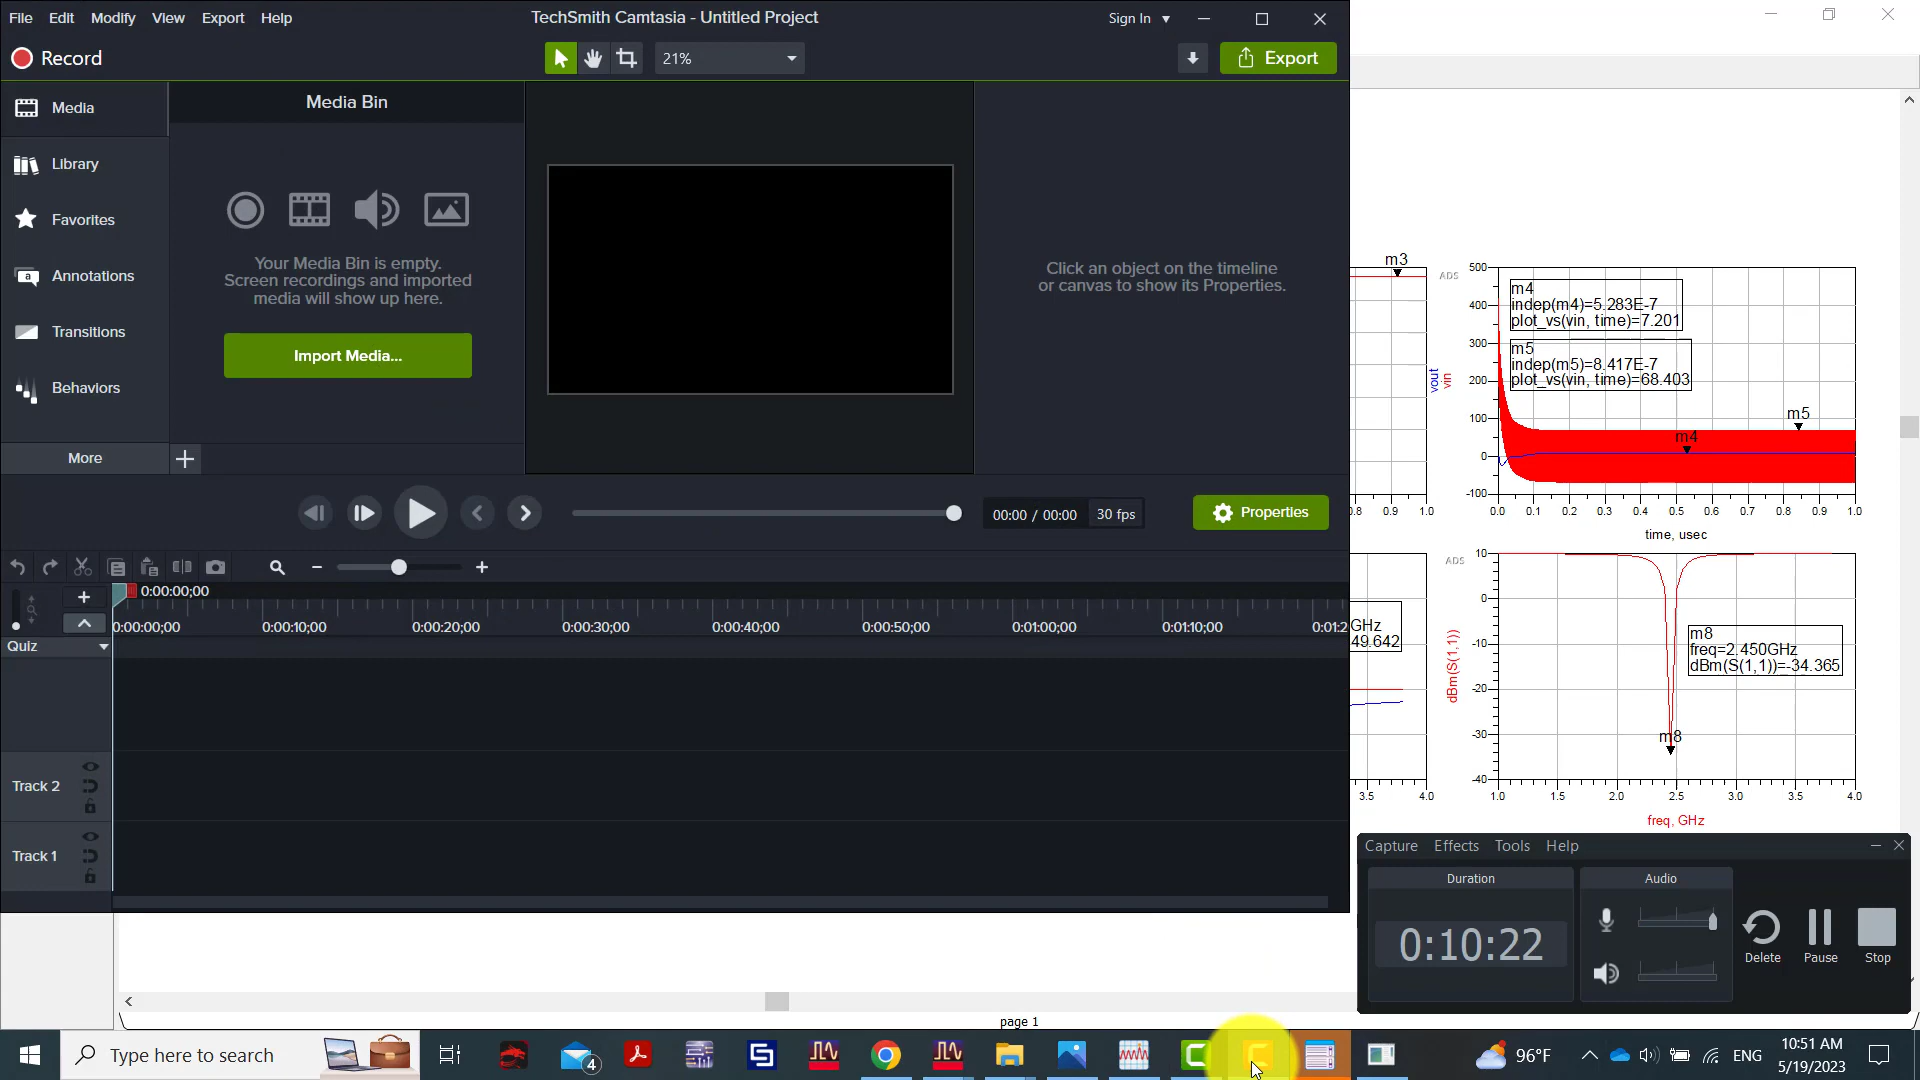 File Edit Modify View Export Help
TechSmith Camtasia - Untitled Project
Sign In
Record
21%
Export
Media
Library
Favorites
Annotations
Transitions
Behaviors
More
Media Bin
Your Media Bin is empty.
Screen recordings and imported
media will show up here.
Import Media...
Click an object on the timeline
or canvas to show its Properties.
00:00 / 00:00
30 fps
Properties
0:00:00;00
0:00:00;00 0:00:10;00 0:00:20;00 0:00:30;00 0:00:40;00 0:00:50;00 0:01:00;00 0:01:10;00 0:01:2
Quiz
Track 2
Track 1
m3
0.8 0.9 1.0
ADS
m4
indep(m4)=5.283E-7
plot_vs(vin, time)=7.201
m5
indep(m5)=8.417E-7
plot_vs(vin, time)=68.403
vout
vin
500
400
300
200
100
0
-100
m5
m4
0.0 0.1 0.2 0.3 0.4 0.5 0.6 0.7 0.8 0.9 1.0
time, usec
GHz
49.642
3.5 4.0
ADS
dBm(S(1,1))
10
0
-10
-20
-30
-40
m8
freq=2.450GHz
dBm(S(1,1))=-34.365
m8
1.0 1.5 2.0 2.5 3.0 3.5 4.0
freq, GHz
Capture Effects Tools Help
Duration
0:10:22
Audio
Delete
Pause
Stop
page 1
Type here to search
4
96°F
ENG
10:51 AM
5/19/2023